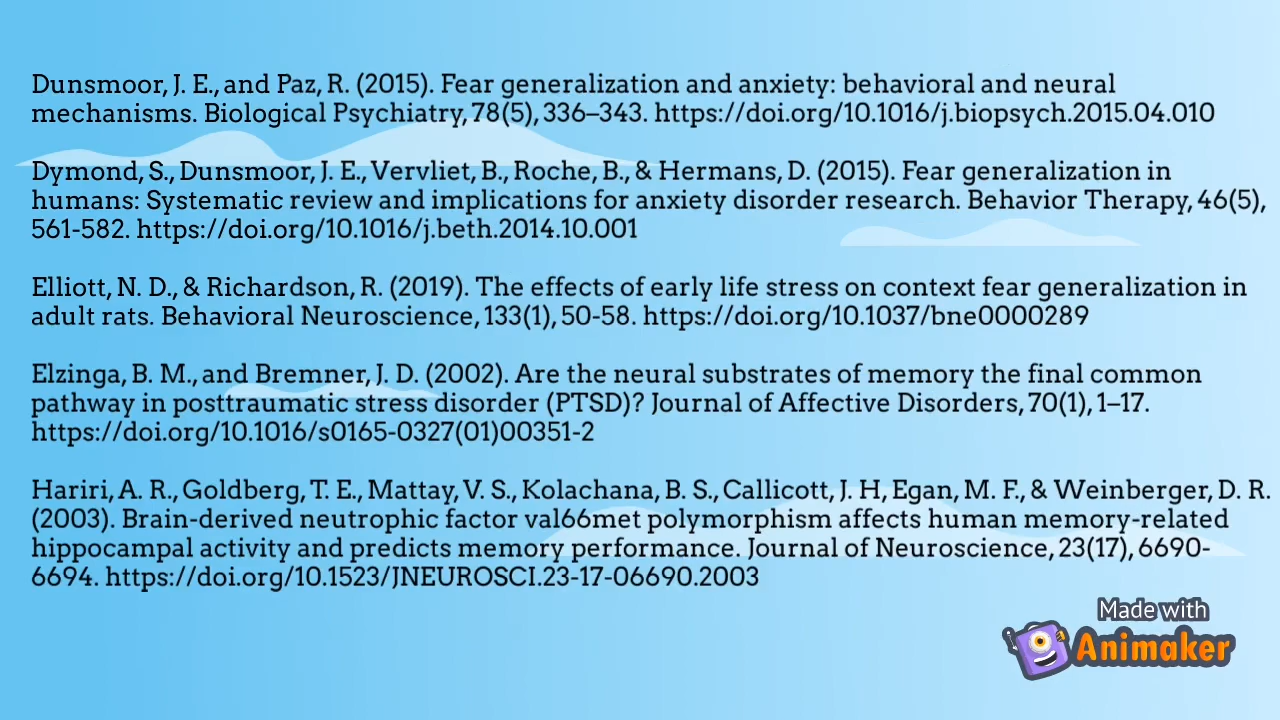 Dunsmoor, J. E., and Paz, R. (2015). Fear generalization and anxiety: behavioral and neural
mechanisms. Biological Psychiatry, 78(5), 336–343. https://doi.org/10.1016/j.biopsych.2015.04.010
Dymond, S., Dunsmoor, J. E., Vervliet, B., Roche, B., & Hermans, D. (2015). Fear generalization in
humans: Systematic review and implications for anxiety disorder research. Behavior Therapy, 46(5),
561-582. https://doi.org/10.1016/j.beth.2014.10.001
Elliott, N. D., & Richardson, R. (2019). The effects of early life stress on context fear generalization in
adult rats. Behavioral Neuroscience, 133(1), 50-58. https://doi.org/10.1037/bne0000289
Elzinga, B. M., and Bremner, J. D. (2002). Are the neural substrates of memory the final common
pathway in posttraumatic stress disorder (PTSD)? Journal of Affective Disorders, 70(1), 1–17.
https://doi.org/10.1016/s0165-0327(01)00351-2
Hariri, A. R., Goldberg, T. E., Mattay, V. S., Kolachana, B. S., Callicott, J. H, Egan, M. F., & Weinberger, D. R.
(2003). Brain-derived neutrophic factor val66met polymorphism affects human memory-related
hippocampal activity and predicts memory performance. Journal of Neuroscience, 23(17), 6690-
6694. https://doi.org/10.1523/JNEUROSCI.23-17-06690.2003
Made with
Animaker